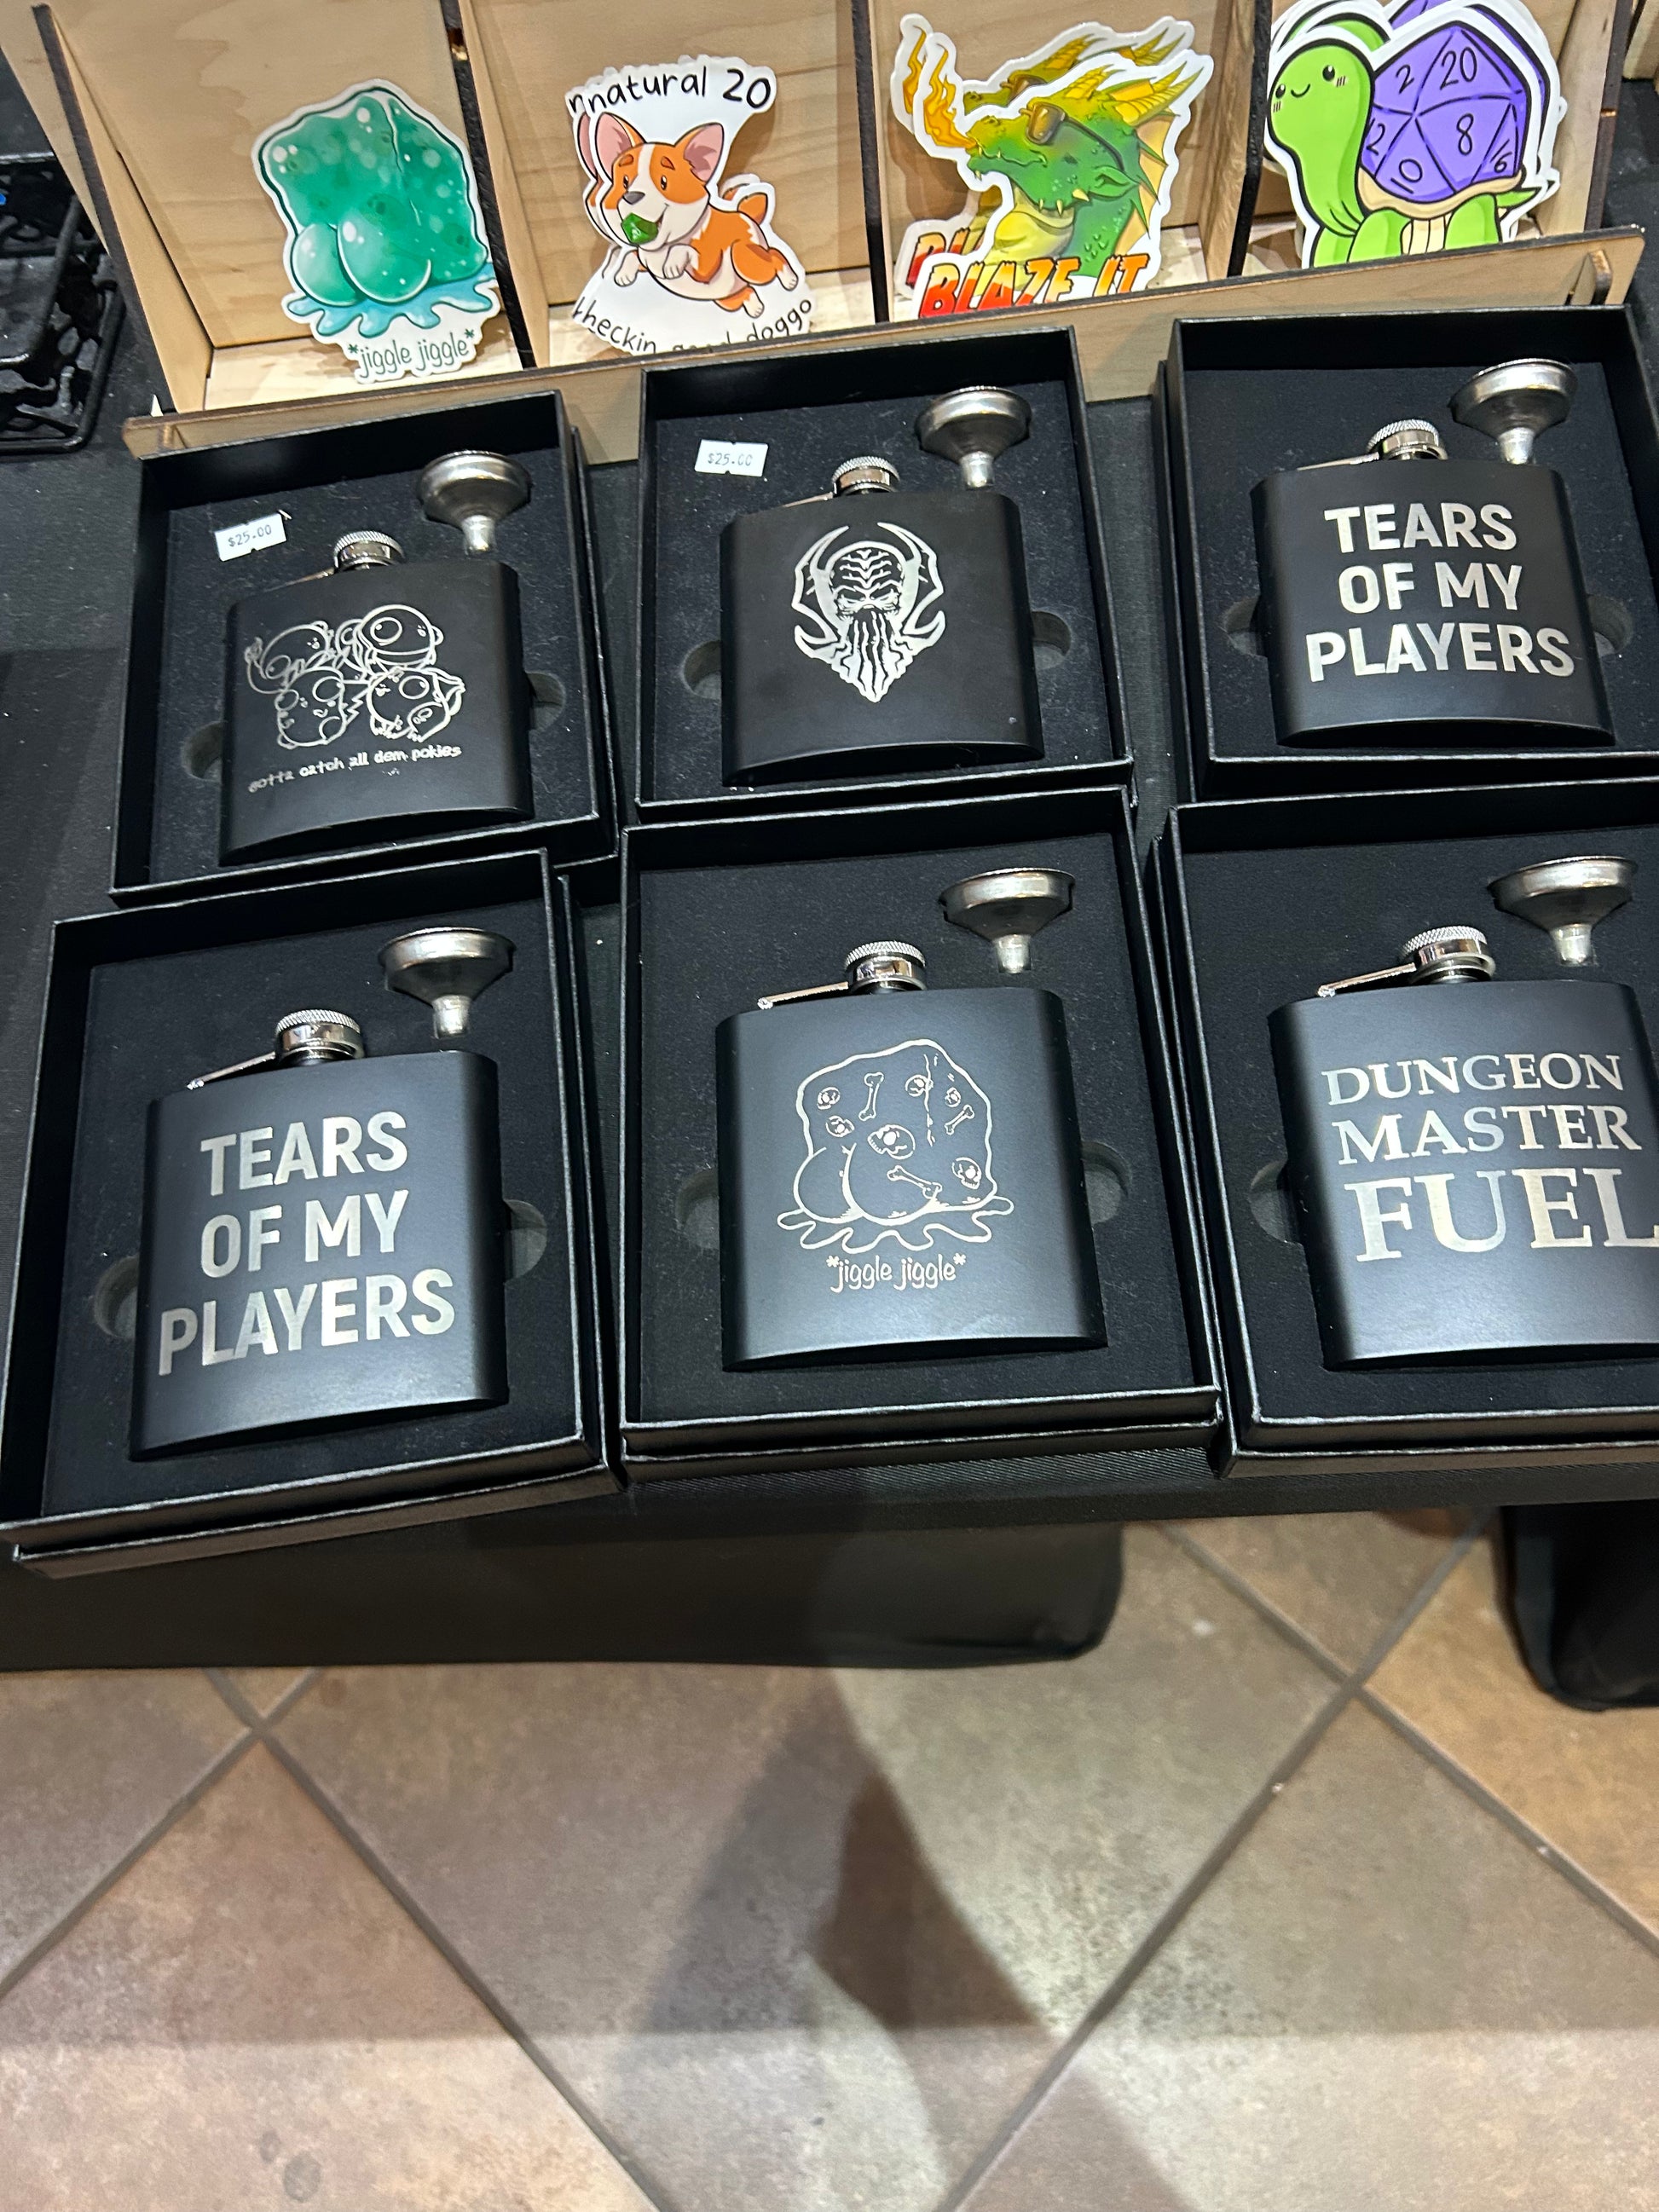 natural 20
*jiggle jiggle*
heckin good doggo
BLAZE IT
2 20
8
$25.00
$25.00
gotta catch all dem pokies
TEARS
OF MY
PLAYERS
TEARS
OF MY
PLAYERS
*jiggle jiggle*
DUNGEON
MASTER
FUEL